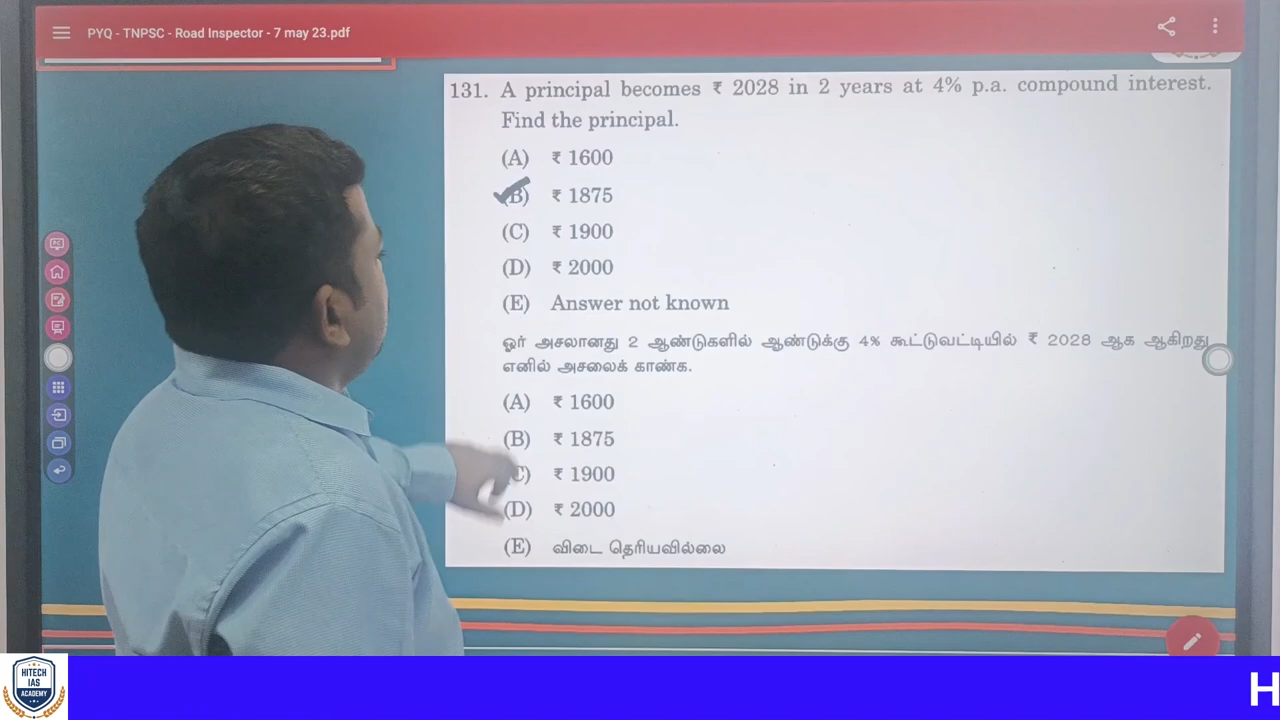 PYQ - TNPSC - Road Inspector - 7 may 23.pdf
131. A principal becomes ₹ 2028 in 2 years at 4% p.a. compound interest.
Find the principal.
(A) ₹ 1600
(B) ₹ 1875
(C) ₹ 1900
(D) ₹ 2000
(E) Answer not known
ஓர் அசலானது 2 ஆண்டுகளில் ஆண்டுக்கு 4% கூட்டுவட்டியில் ₹ 2028 ஆக ஆகிறது
எனில் அசலைக் காண்க.
(A) ₹ 1600
(B) ₹ 1875
(C) ₹ 1900
(D) ₹ 2000
(E) விடை தெரியவில்லை
HITECH
IAS
ACADEMY
H